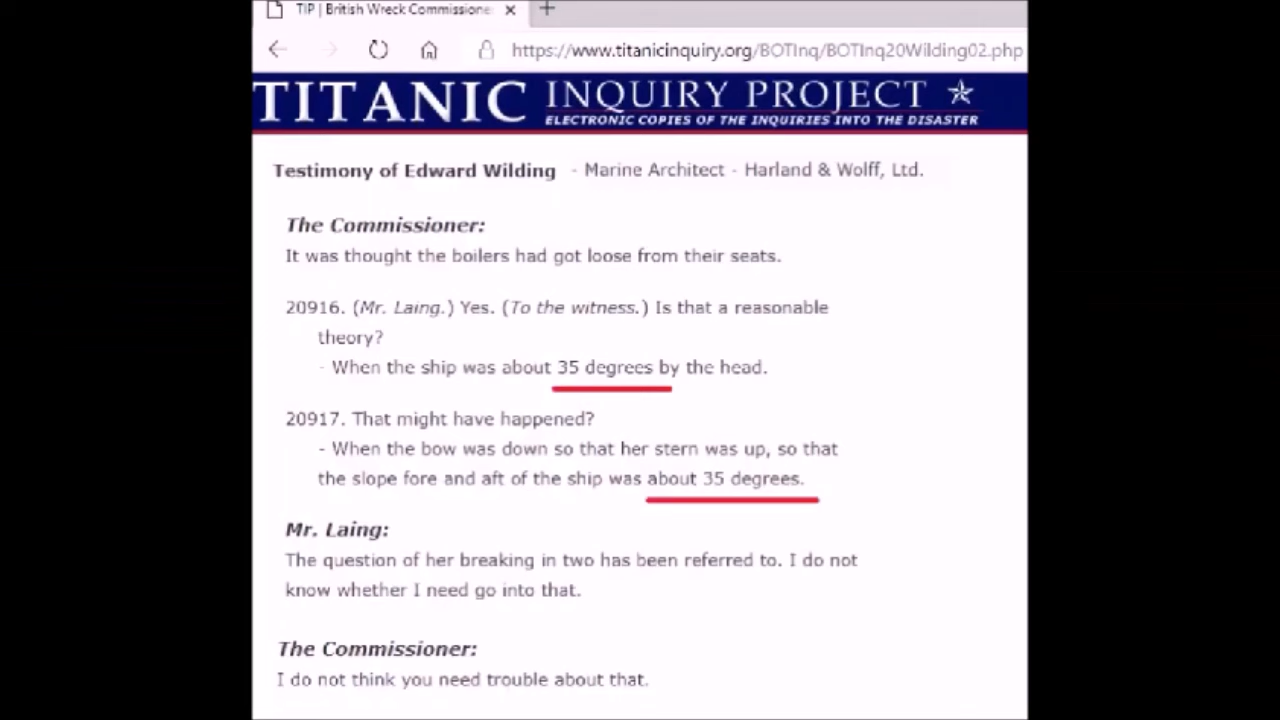 TIP | British Wreck Commissione
https://www.titanicinquiry.org/BOTInq/BOTInq20Wilding02.php
TITANIC INQUIRY PROJECT
ELECTRONIC COPIES OF THE INQUIRIES INTO THE DISASTER
Testimony of Edward Wilding - Marine Architect - Harland & Wolff, Ltd.
The Commissioner:
It was thought the boilers had got loose from their seats.
20916. (Mr. Laing.) Yes. (To the witness.) Is that a reasonable
theory?
- When the ship was about 35 degrees by the head.
20917. That might have happened?
- When the bow was down so that her stern was up, so that
the slope fore and aft of the ship was about 35 degrees.
Mr. Laing:
The question of her breaking in two has been referred to. I do not
know whether I need go into that.
The Commissioner:
I do not think you need trouble about that.